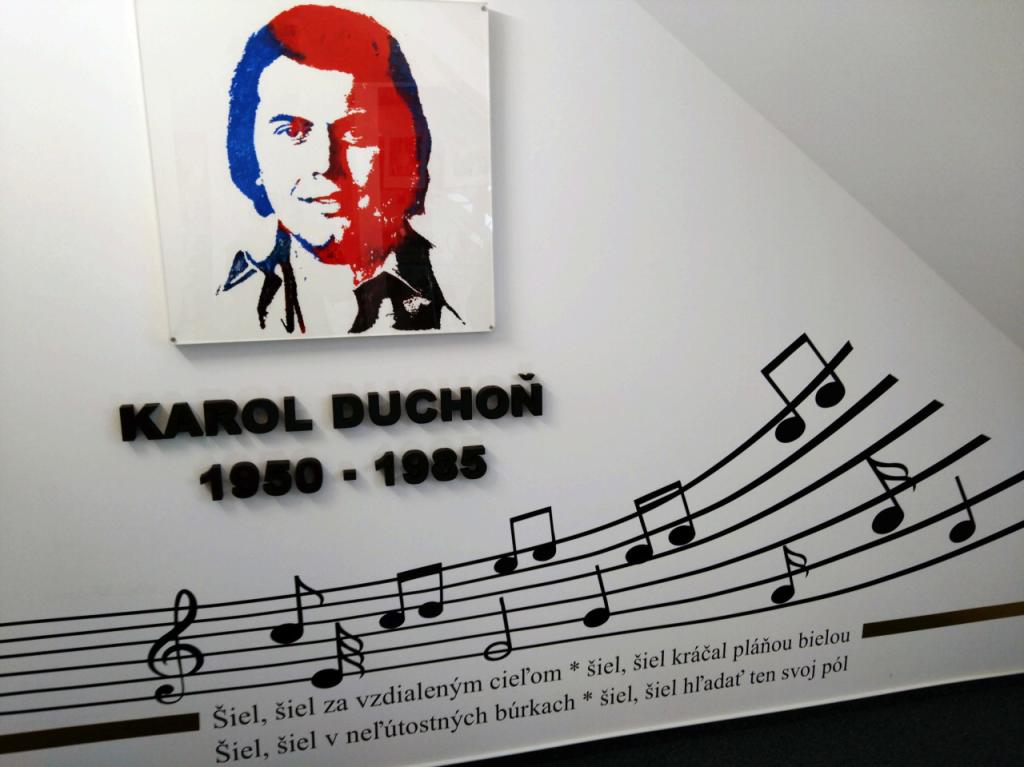 KAROL DUCHOŇ
1950 - 1985
Šiel, šiel za vzdialeným cieľom * šiel, šiel kráčal pláňou bielou
Šiel, šiel v neľútostných búrkach * šiel, šiel hľadať ten svoj pól